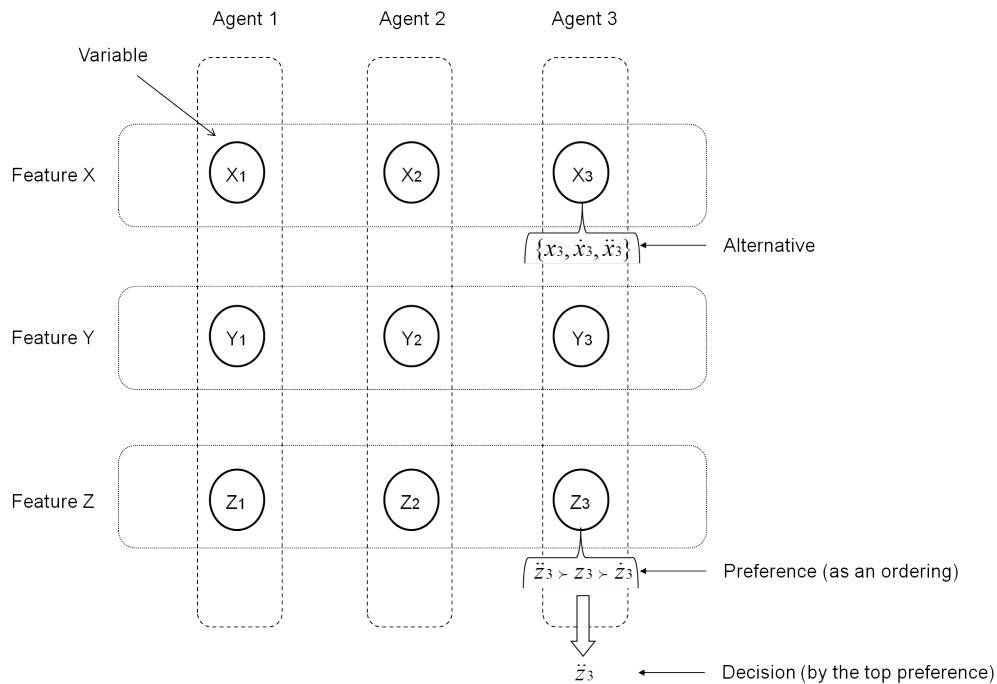 Agent 1 Agent 2 Agent 3
Variable
Feature X X₁ X₂ X₃
{x₃, ẋ₃, ẍ₃} Alternative
Feature Y Y₁ Y₂ Y₃
Feature Z Z₁ Z₂ Z₃
z̈₃ ≻ z₃ ≻ ż₃ Preference (as an ordering)
z̈₃ Decision (by the top preference)